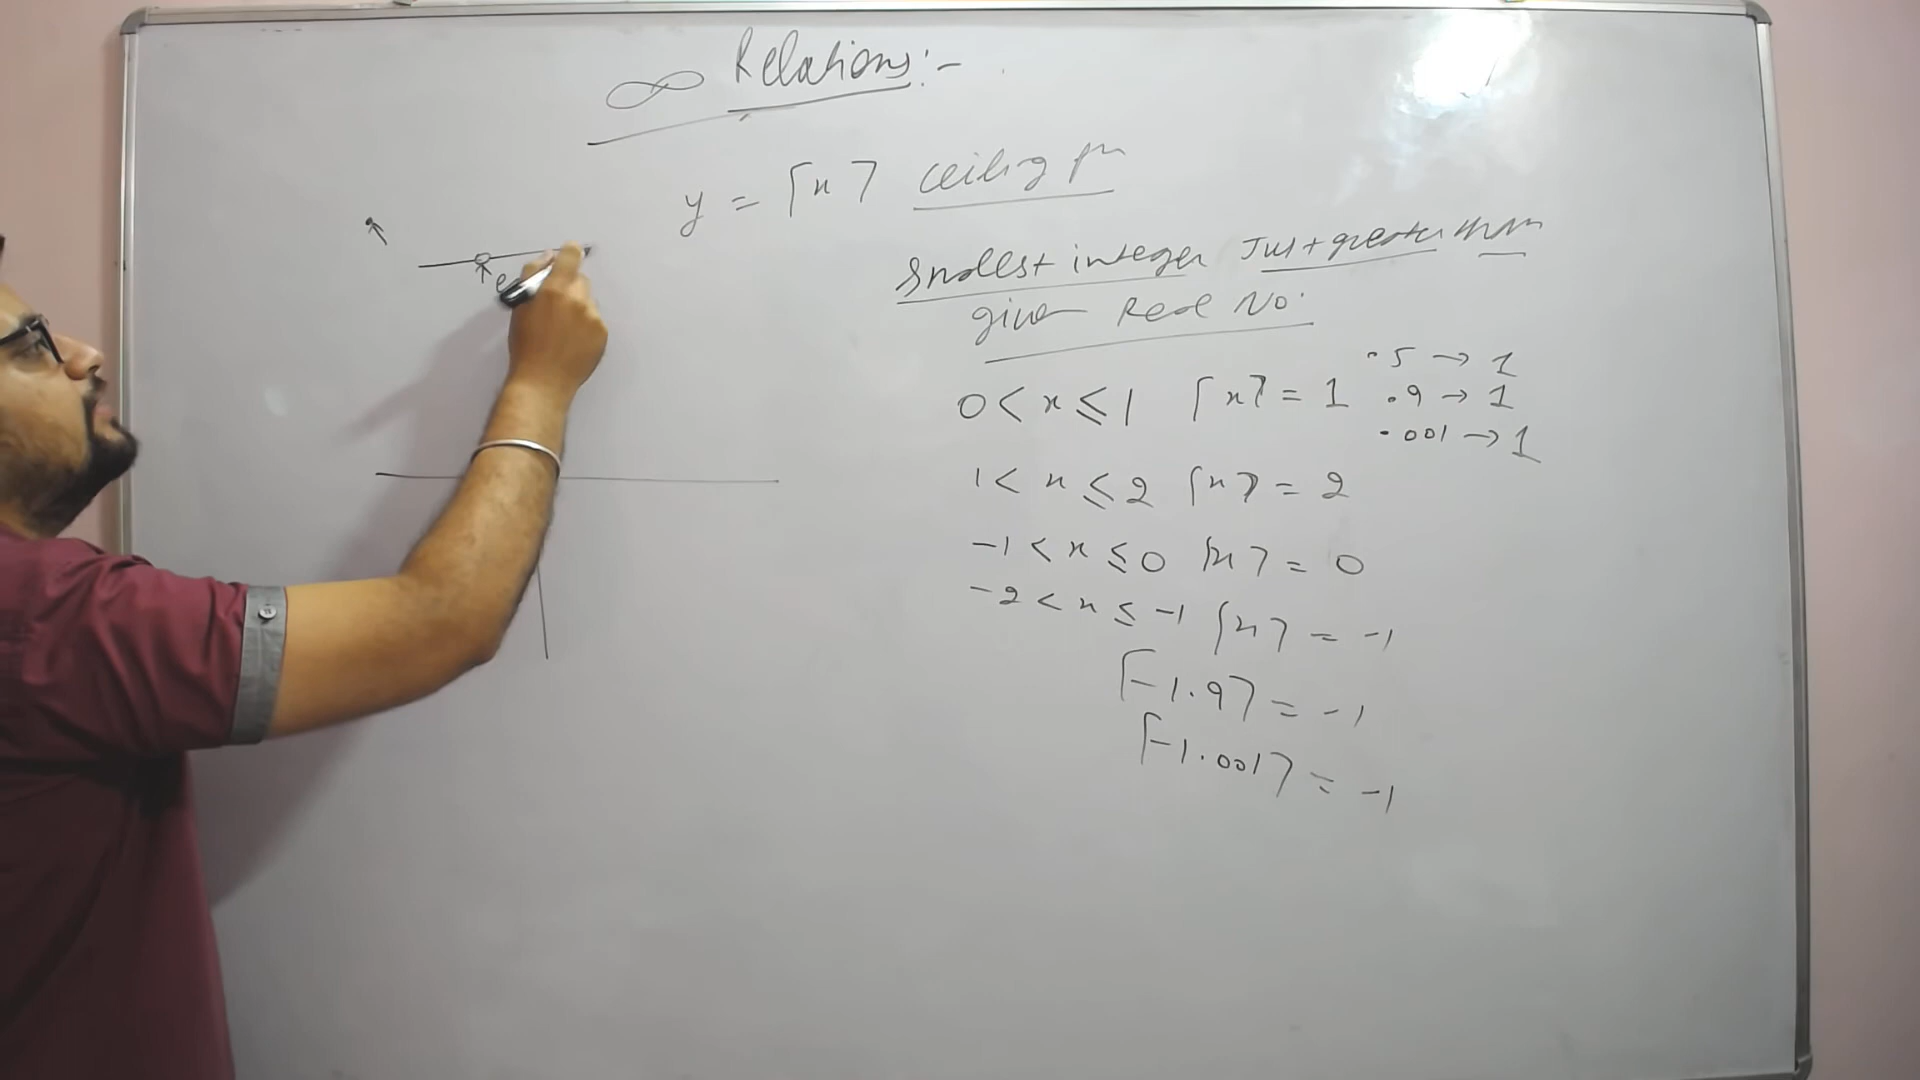 ∞ Relations:-
y = ⌈x⌉ ceiling fn
Smallest integer Just greater than
given Real No.
0 < x ≤ 1 ⌈x⌉ = 1 .5 → 1
.9 → 1
.001 → 1
1 < x ≤ 2 ⌈x⌉ = 2
-1 < x ≤ 0 ⌈x⌉ = 0
-2 < x ≤ -1 ⌈x⌉ = -1
⌈-1.9⌉ = -1
⌈-1.001⌉ = -1